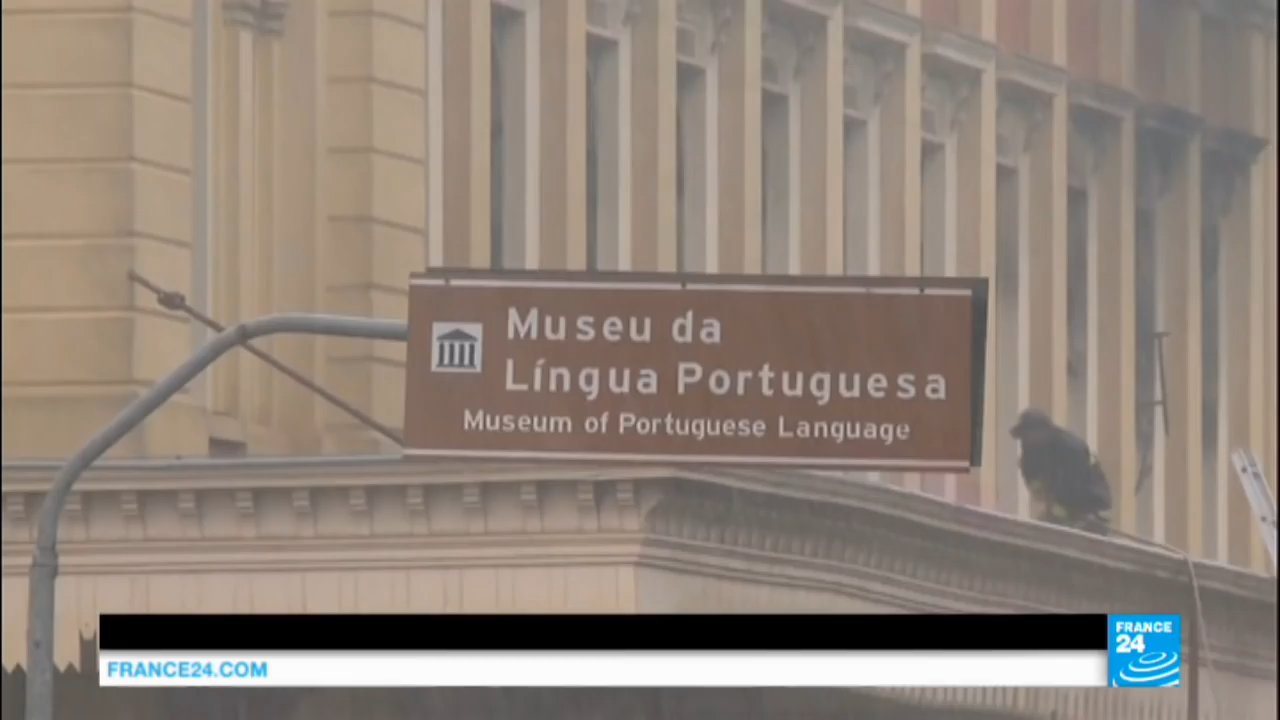 Museu da
Língua Portuguesa
Museum of Portuguese Language
FRANCE
24
FRANCE24.COM